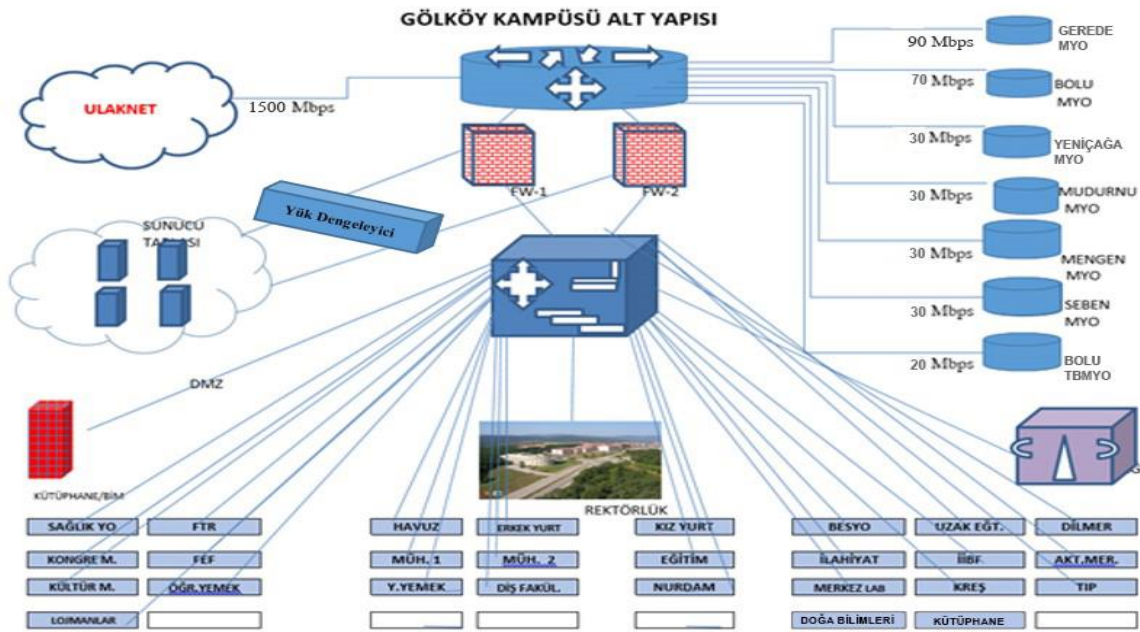 GÖLKÖY KAMPÜSÜ ALT YAPISI
ULAKNET
1500 Mbps
90 Mbps
GEREDE
MYO
70 Mbps
BOLU
MYO
30 Mbps
YENİÇAĞA
MYO
30 Mbps
MUDURNU
MYO
30 Mbps
MENGEN
MYO
30 Mbps
SEBEN
MYO
20 Mbps
BOLU
TBMYO
FW-1
FW-2
Yük Dengeleyici
SUNUCU
DMZ
KÜTÜPHANE/BİM
REKTÖRLÜK
SAĞLIK YO
FTR
HAVUZ
ERKEK YURT
KIZ YURT
BESYO
UZAK EĞT.
DİLMER
KONGRE M.
FEF
MÜH. 1
MÜH. 2
EĞİTİM
İLAHİYAT
İİBF
AKT.MER.
KÜLTÜR M.
ÖĞR.YEMEK
Y.YEMEK
DİŞ FAKÜL.
NURDAM
MERKEZ LAB
KREŞ
TIP
LOJMANLAR
DOĞA BİLİMLERİ
KÜTÜPHANE